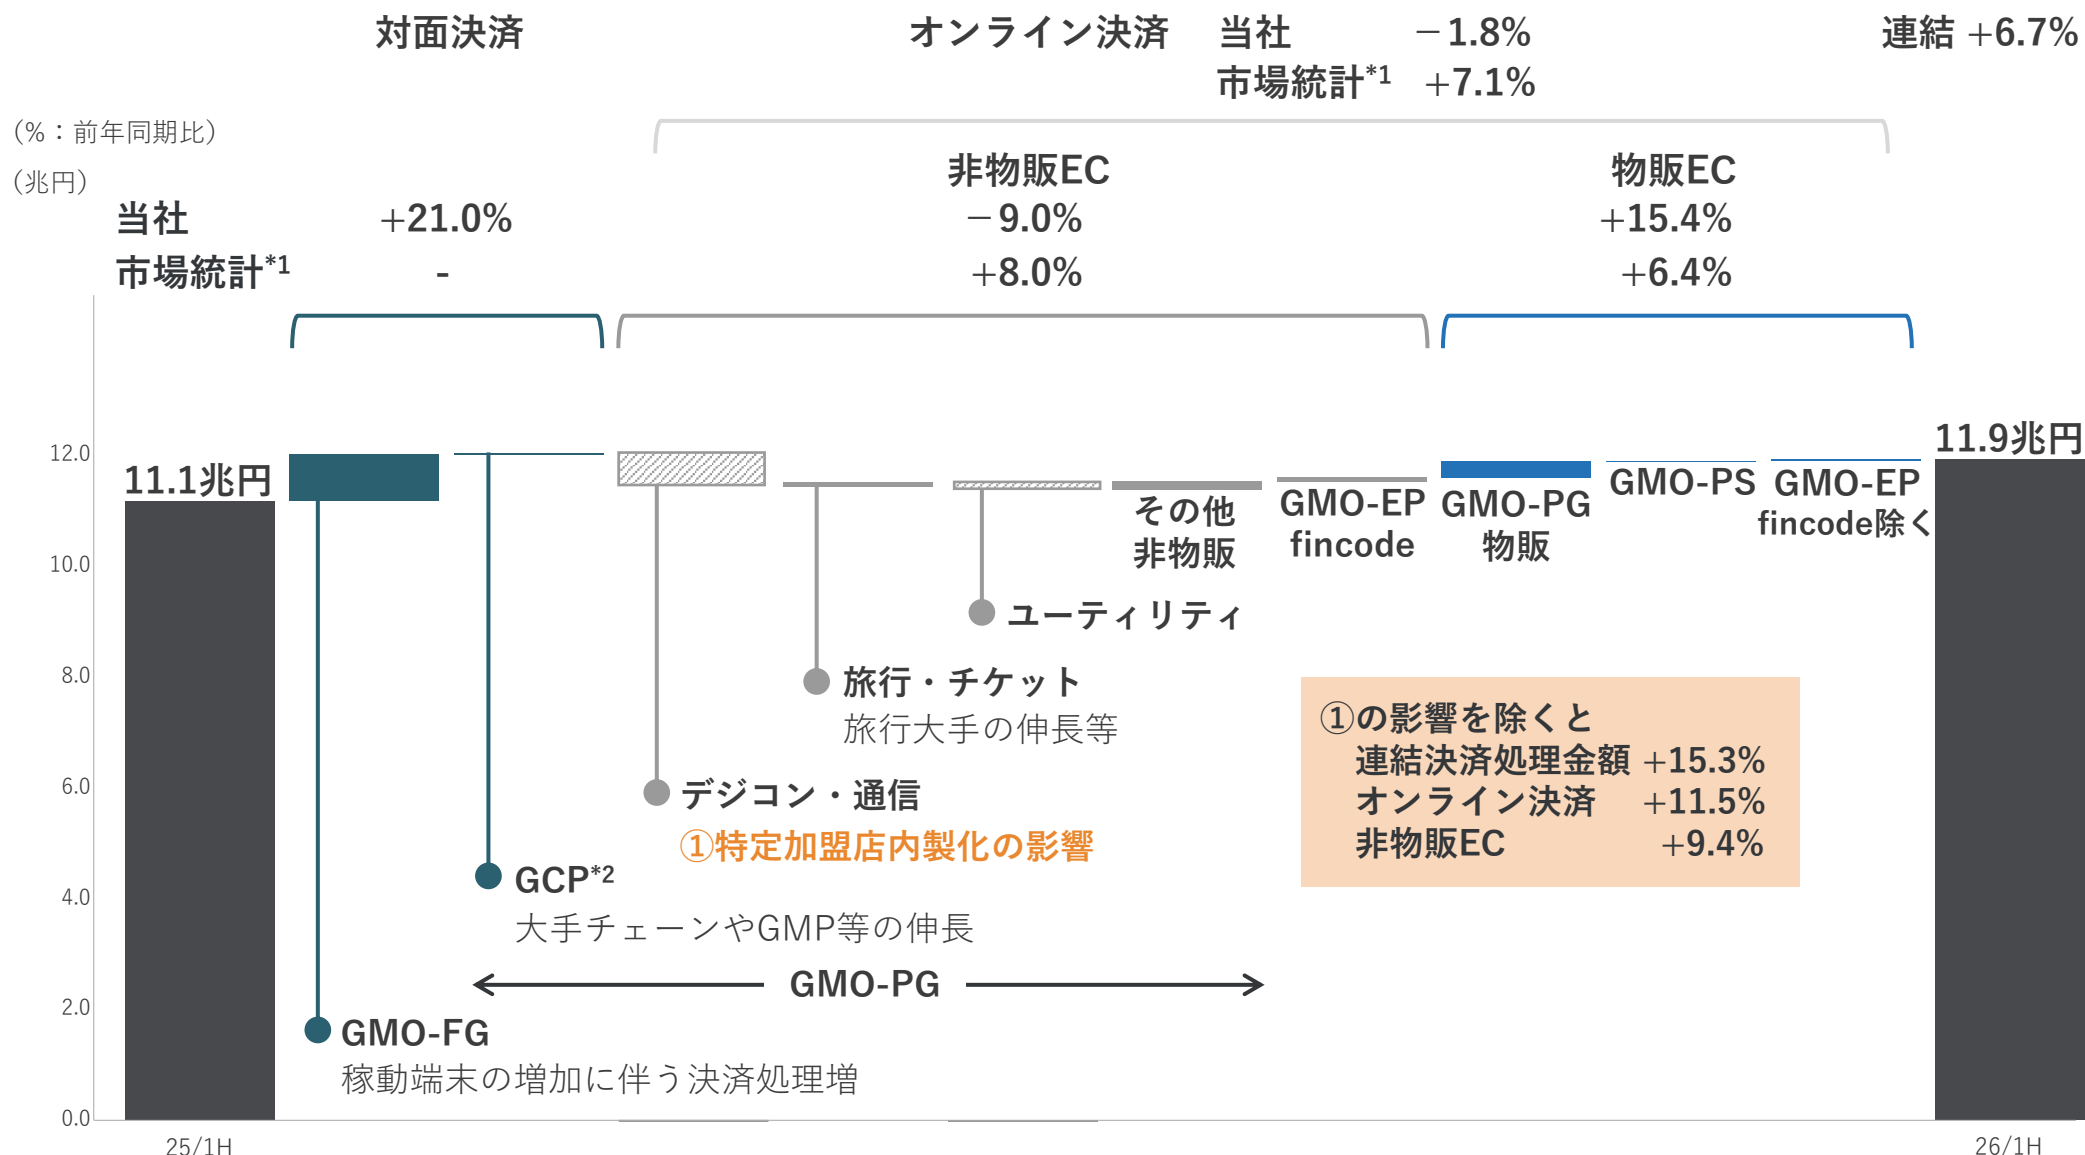 対面決済
オンライン決済 当社 －1.8%
市場統計*1 +7.1%
連結 +6.7%
(%：前年同期比)
(兆円)
非物販EC 物販EC
当社 +21.0% －9.0% +15.4%
市場統計*1 - +8.0% +6.4%
12.0
10.0
8.0
6.0
4.0
2.0
0.0
11.1兆円
11.9兆円
その他
非物販
GMO-EP
fincode
GMO-PG
物販
GMO-PS
GMO-EP
fincode除く
ユーティリティ
旅行・チケット
旅行大手の伸長等
デジコン・通信
①特定加盟店内製化の影響
GCP*2
大手チェーンやGMP等の伸長
GMO-PG
GMO-FG
稼動端末の増加に伴う決済処理増
①の影響を除くと
連結決済処理金額 +15.3%
オンライン決済 +11.5%
非物販EC +9.4%
25/1H
26/1H